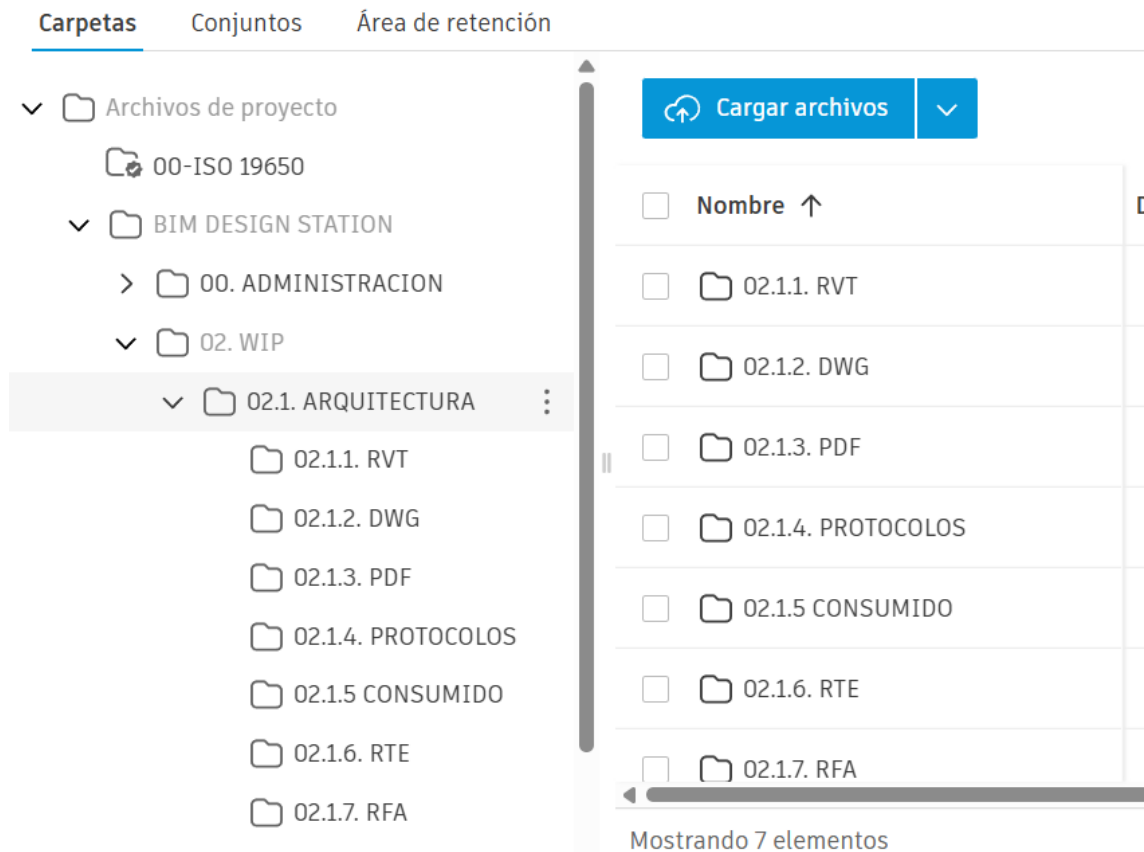 Carpetas Conjuntos Área de retención
Archivos de proyecto
00-ISO 19650
BIM DESIGN STATION
00. ADMINISTRACION
02. WIP
02.1. ARQUITECTURA
02.1.1. RVT
02.1.2. DWG
02.1.3. PDF
02.1.4. PROTOCOLOS
02.1.5 CONSUMIDO
02.1.6. RTE
02.1.7. RFA
Cargar archivos
Nombre
02.1.1. RVT
02.1.2. DWG
02.1.3. PDF
02.1.4. PROTOCOLOS
02.1.5 CONSUMIDO
02.1.6. RTE
02.1.7. RFA
Mostrando 7 elementos